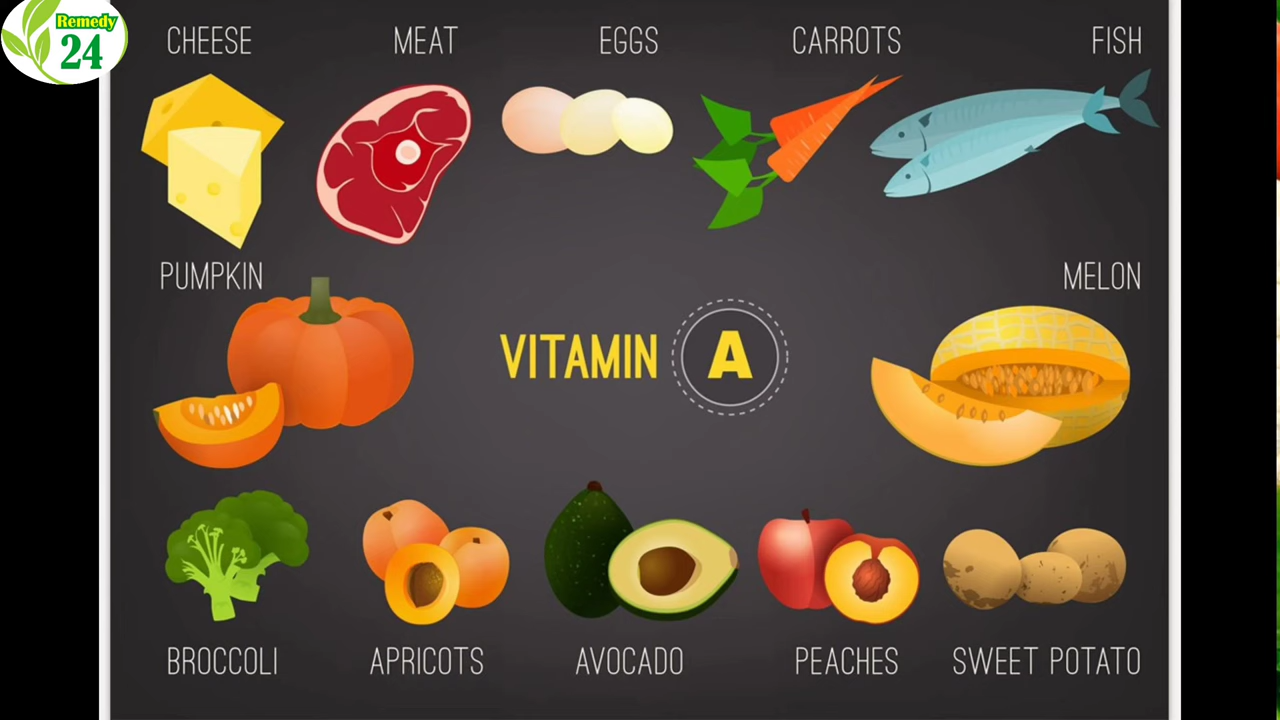 Remedy
24
CHEESE
MEAT
EGGS
CARROTS
FISH
PUMPKIN
MELON
VITAMIN A
BROCCOLI
APRICOTS
AVOCADO
PEACHES
SWEET POTATO